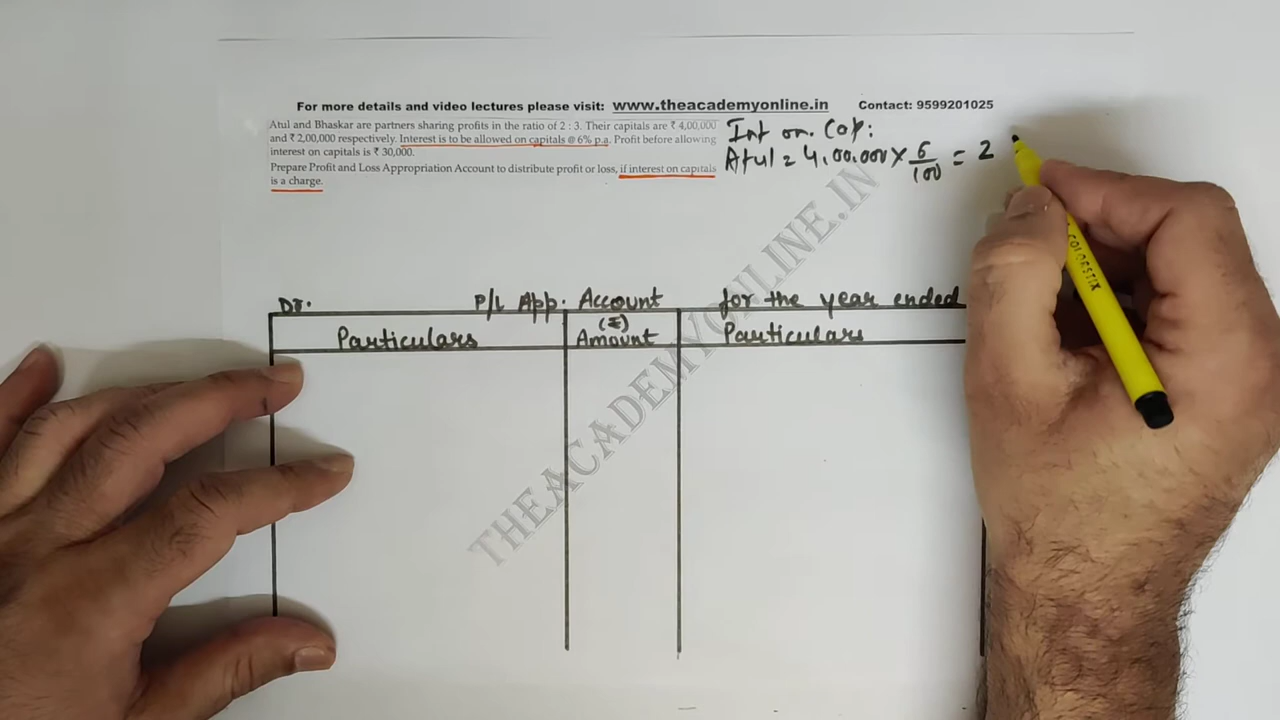 For more details and video lectures please visit: www.theacademyonline.in Contact: 9599201025
Atul and Bhaskar are partners sharing profits in the ratio of 2 : 3. Their capitals are ₹ 4,00,000
and ₹ 2,00,000 respectively. Interest is to be allowed on capitals @ 6% p.a. Profit before allowing
interest on capitals is ₹ 30,000.
Prepare Profit and Loss Appropriation Account to distribute profit or loss, if interest on capitals
is a charge.
Int on. Cap:
Atul = 4,00,000 × 6/100 = 2
Dr. P/L App. Account for the year ended
Particulars (₹) Amount Particulars
THEACADEMYONLINE.IN
COLORSTIX